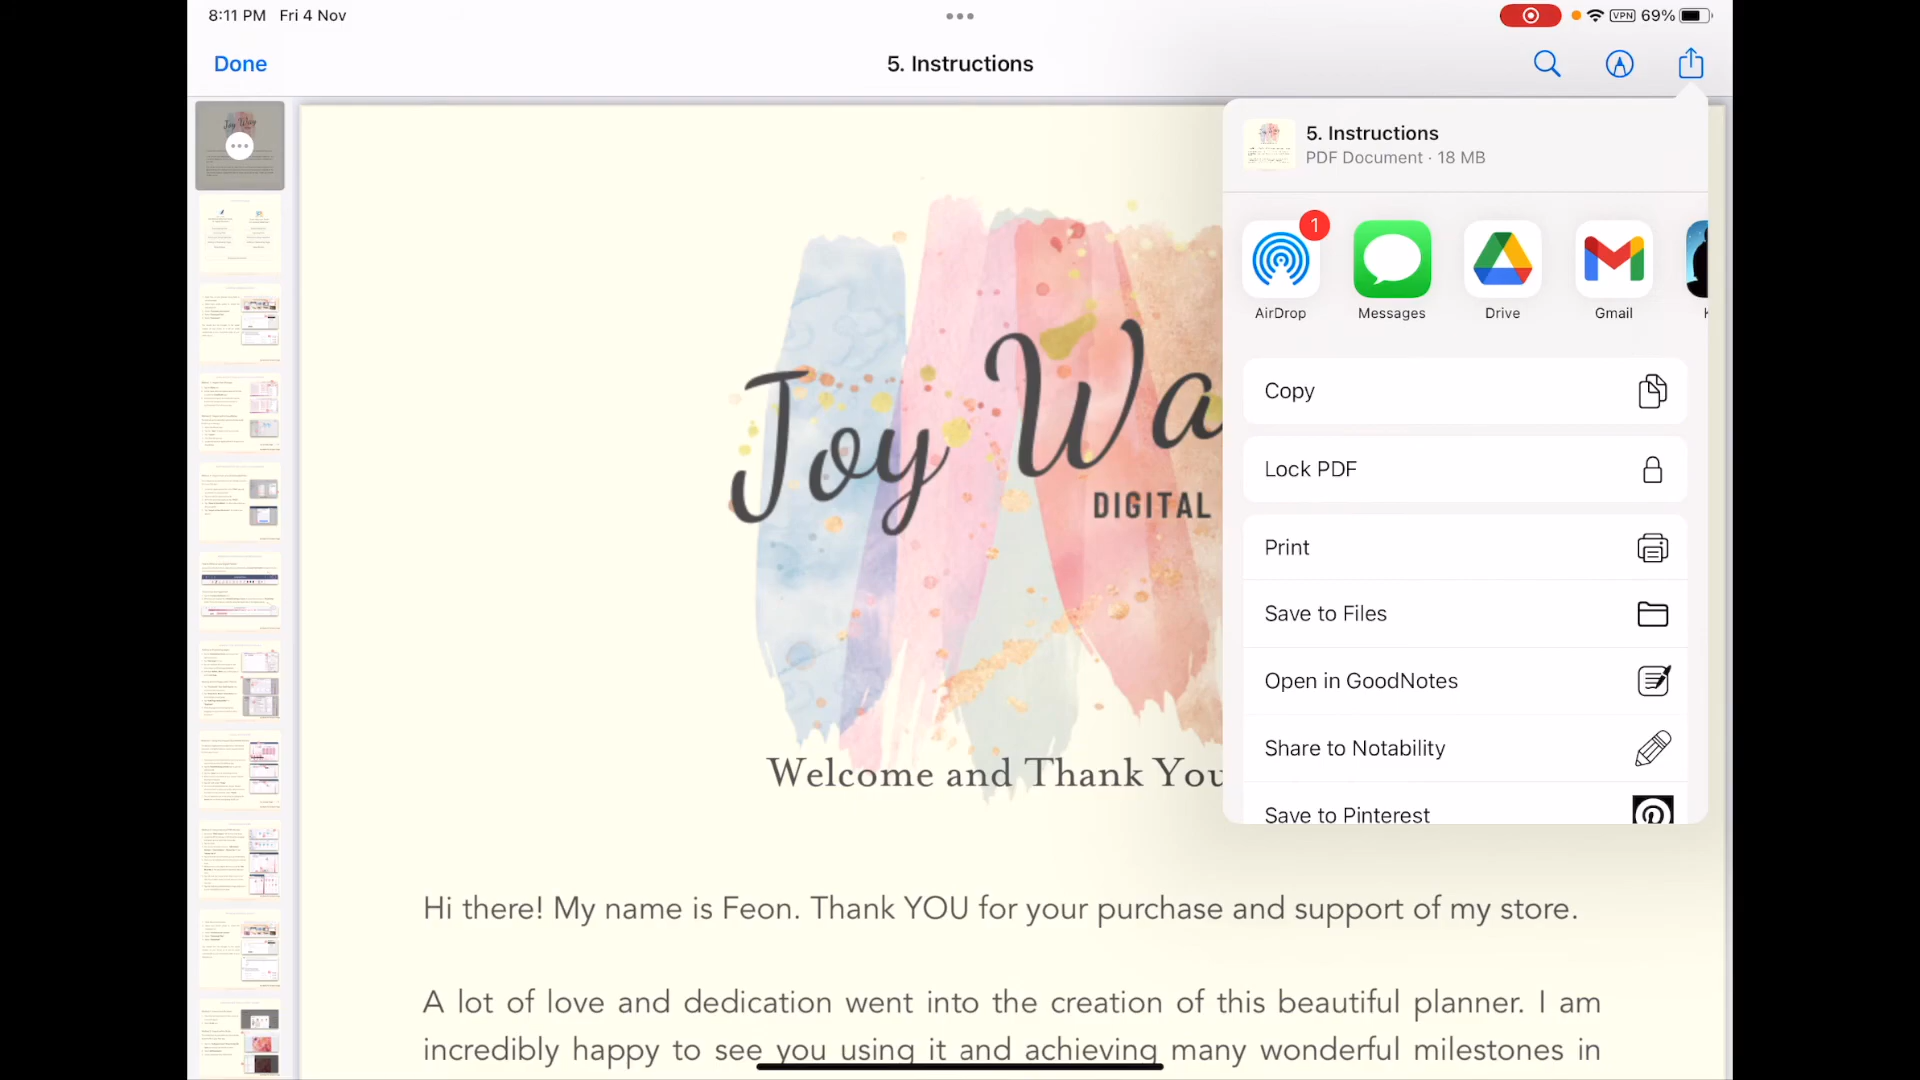 8:11 PM Fri 4 Nov
VPN 69%
Done
5. Instructions
5. Instructions
PDF Document · 18 MB
1
AirDrop
Messages
Drive
Gmail
Copy
Lock PDF
Print
Save to Files
Open in GoodNotes
Share to Notability
Save to Pinterest
Joy Wa
DIGITAL
Welcome and Thank You
Hi there! My name is Feon. Thank YOU for your purchase and support of my store.
A lot of love and dedication went into the creation of this beautiful planner. I am
incredibly happy to see you using it and achieving many wonderful milestones in